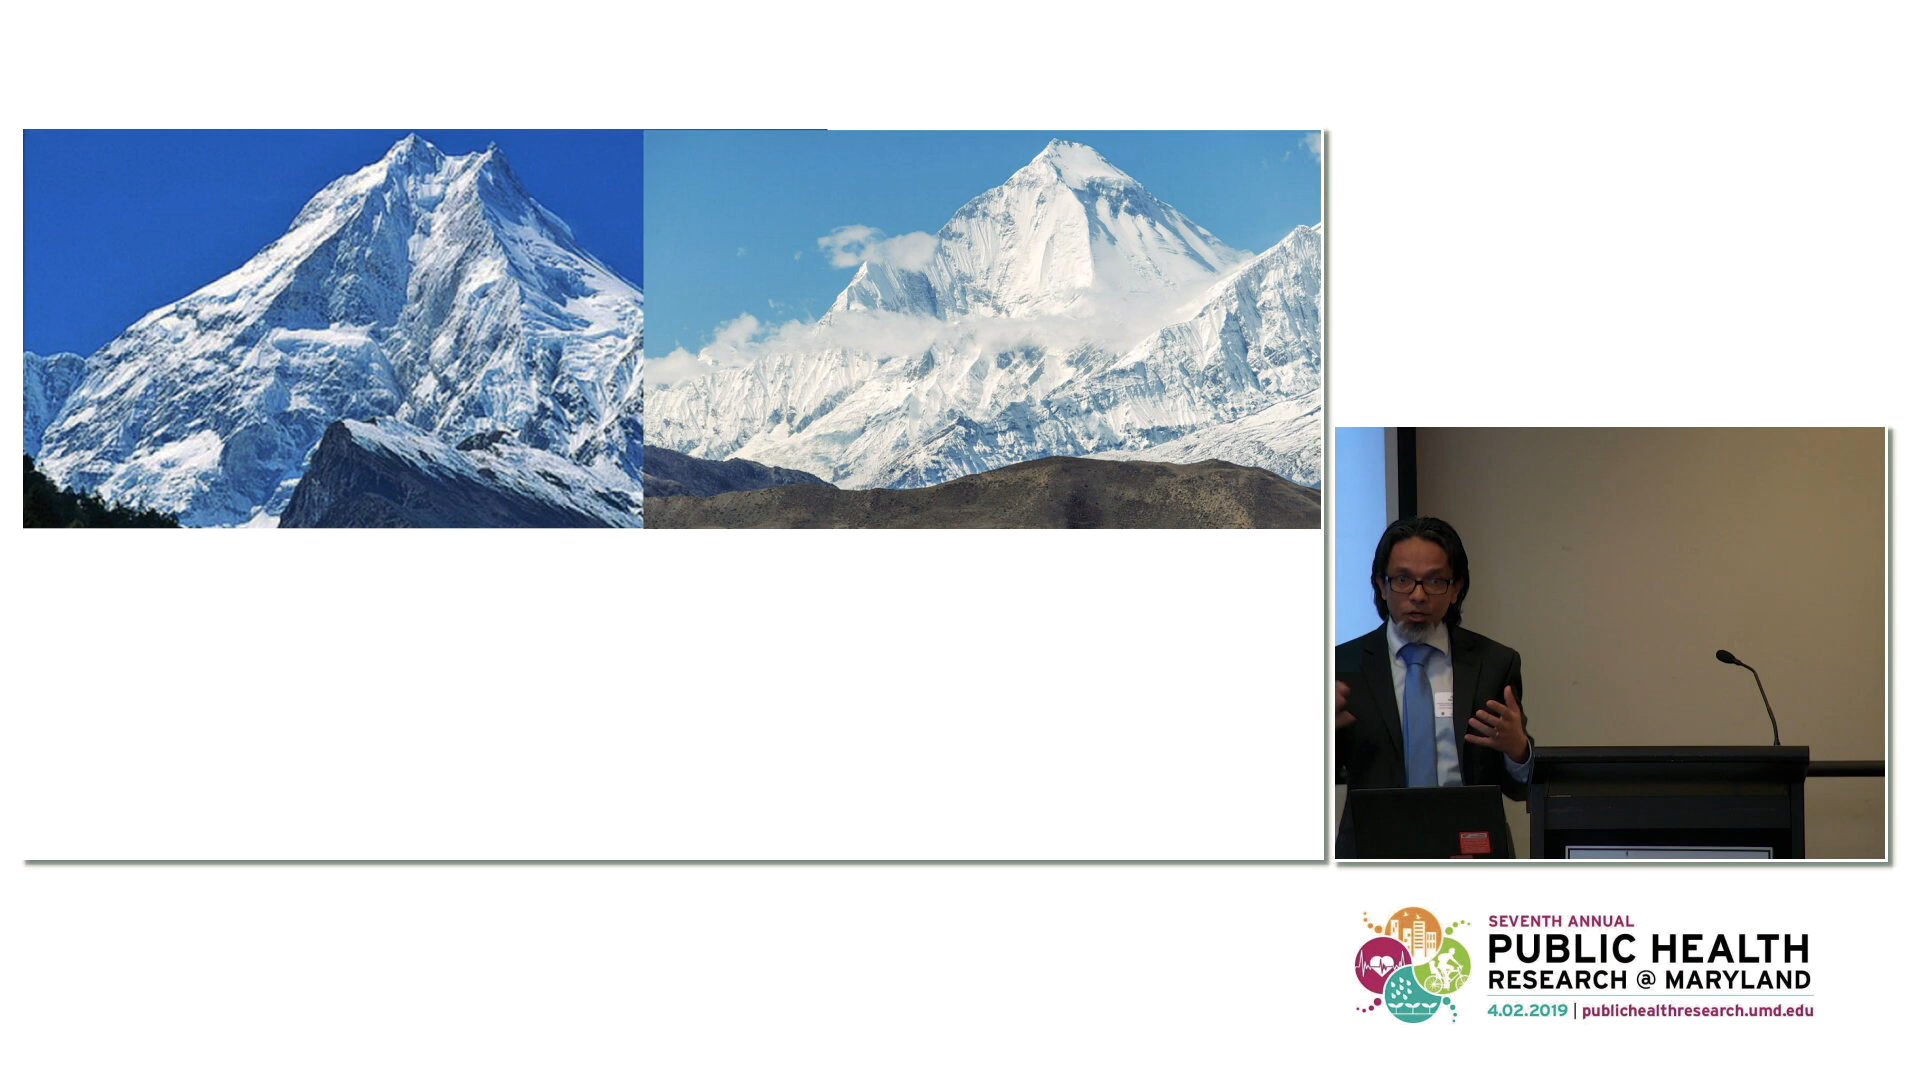 SEVENTH ANNUAL
PUBLIC HEALTH
RESEARCH @ MARYLAND
4.02.2019 | publichealthresearch.umd.edu